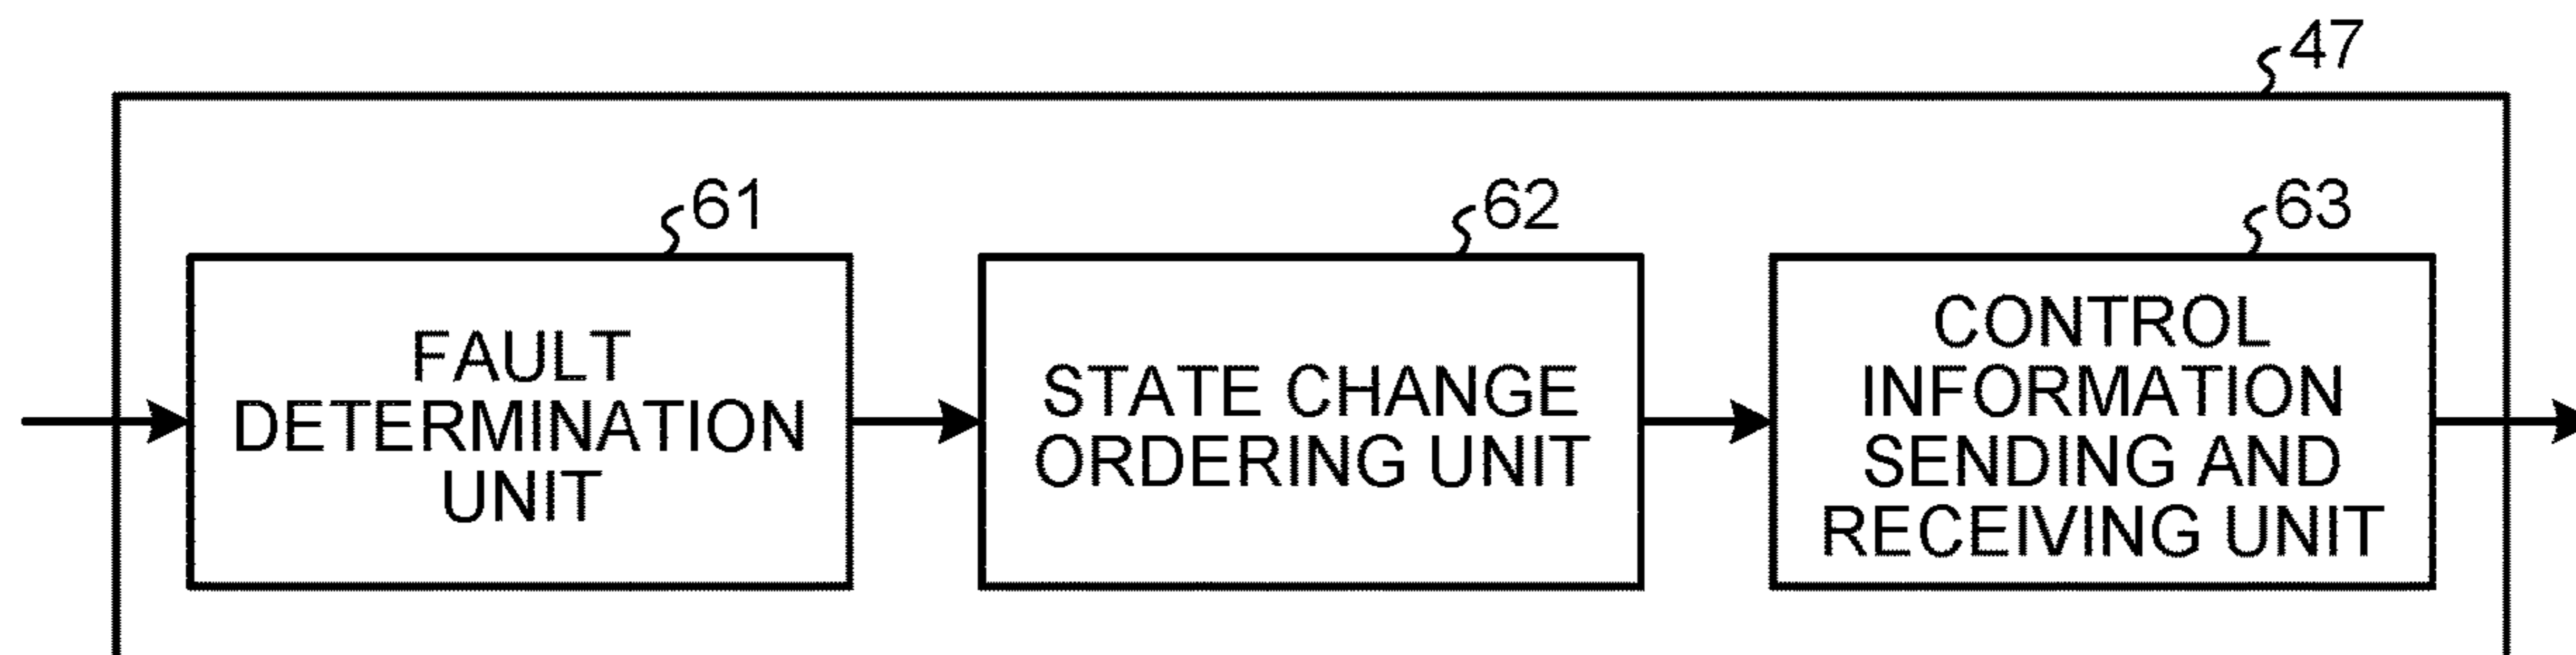 47
61
62
63
FAULT
DETERMINATION
UNIT
STATE CHANGE
ORDERING UNIT
CONTROL
INFORMATION
SENDING AND
RECEIVING UNIT